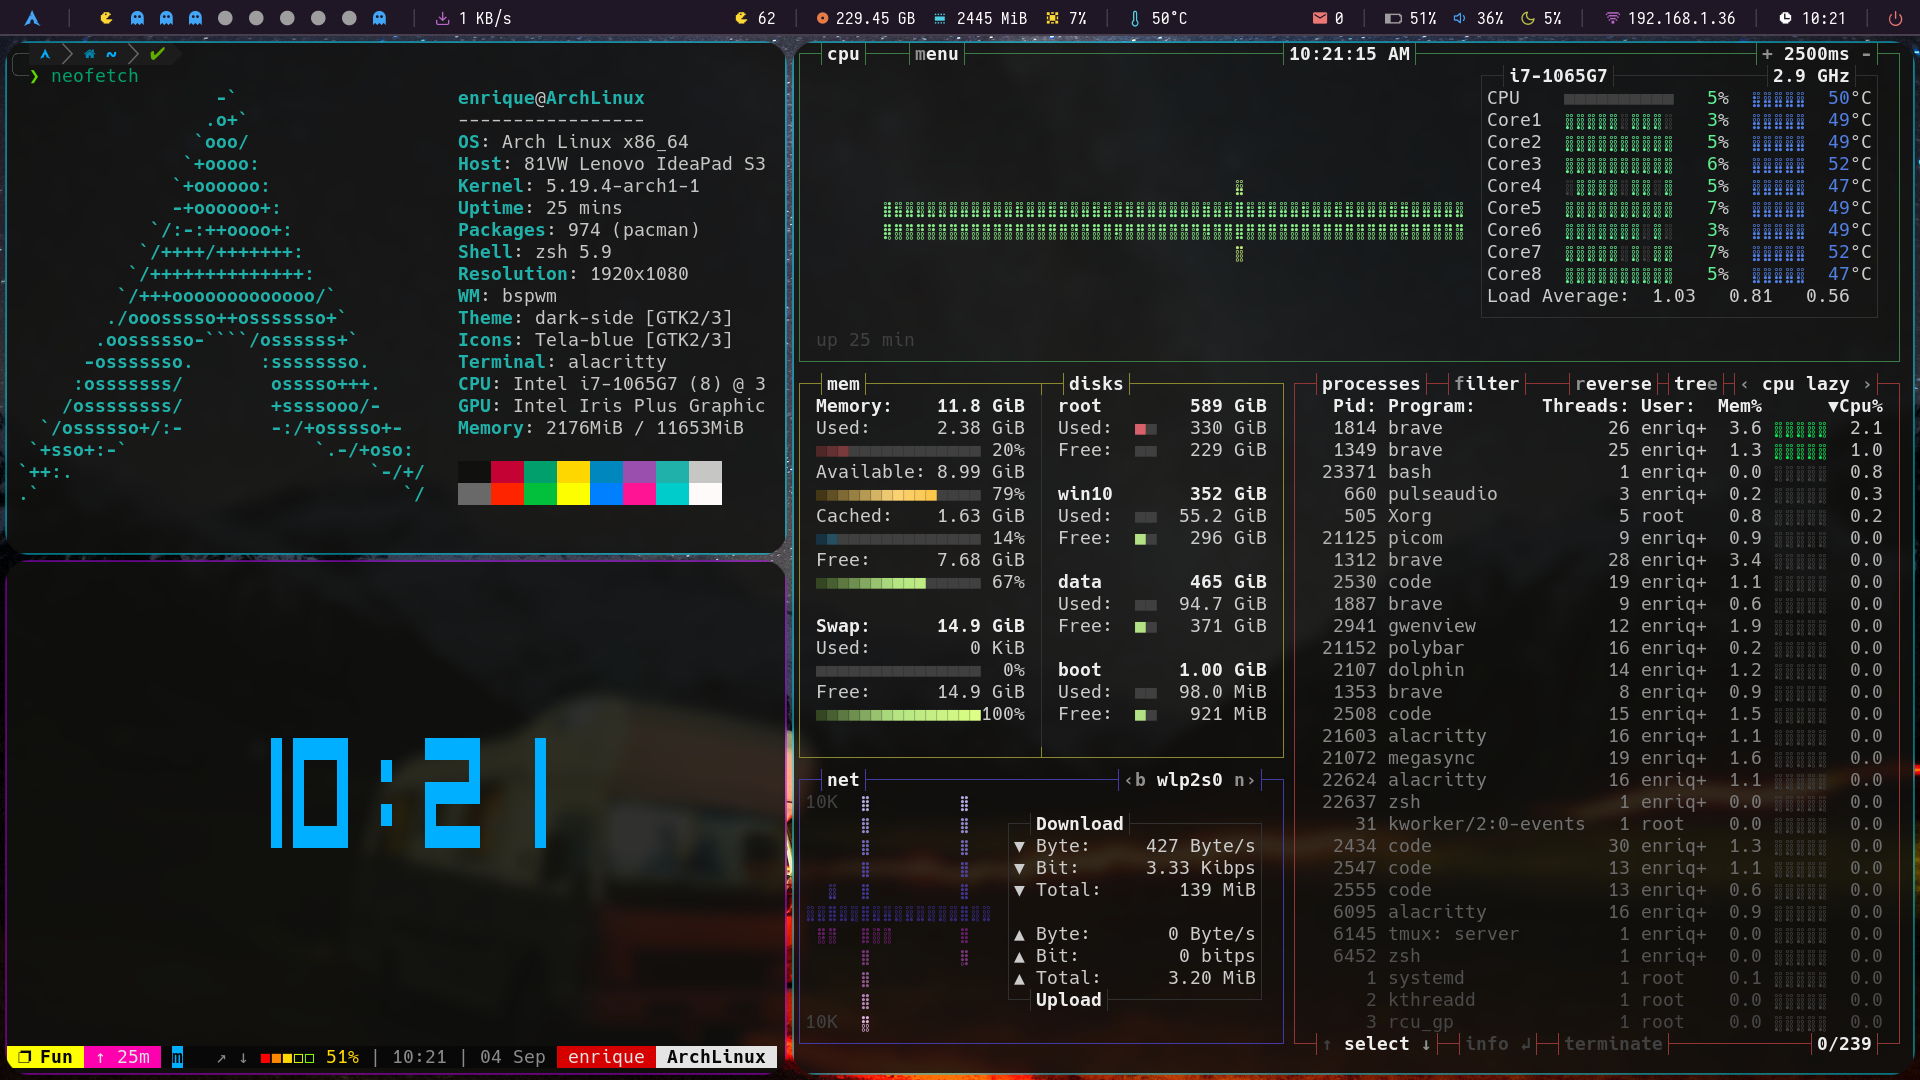 1 KB/s 62 229.45 GB 2445 MiB 7% 50°C 0 51% 36% 5% 192.168.1.36 10:21
~ ✔
❯ neofetch
-`
.o+`
`ooo/
`+oooo:
`+oooooo:
-+oooooo+:
`/:-:++oooo+:
`/++++/+++++++:
`/++++++++++++++:
`/+++ooooooooooooo/`
./ooosssso++osssssso+`
.oossssso-````/ossssss+`
-osssssso. :ssssssso.
:osssssss/ osssso+++.
/ossssssss/ +ssssooo/-
`/ossssso+/:- -:/+osssso+-
`+sso+:-` `.-/+oso:
`++:. `-/+/
.` `/
enrique@ArchLinux
-----------------
OS: Arch Linux x86_64
Host: 81VW Lenovo IdeaPad S3
Kernel: 5.19.4-arch1-1
Uptime: 25 mins
Packages: 974 (pacman)
Shell: zsh 5.9
Resolution: 1920x1080
WM: bspwm
Theme: dark-side [GTK2/3]
Icons: Tela-blue [GTK2/3]
Terminal: alacritty
CPU: Intel i7-1065G7 (8) @ 3
GPU: Intel Iris Plus Graphic
Memory: 2176MiB / 11653MiB
10:21
Fun ↑ 25m m ↗ ↓ 51% | 10:21 | 04 Sep enrique ArchLinux
cpu menu 10:21:15 AM + 2500ms -
i7-1065G7 2.9 GHz
CPU 5% 50°C
Core1 3% 49°C
Core2 5% 49°C
Core3 6% 52°C
Core4 5% 47°C
Core5 7% 49°C
Core6 3% 49°C
Core7 7% 52°C
Core8 5% 47°C
Load Average: 1.03 0.81 0.56
up 25 min
mem
Memory: 11.8 GiB
Used: 2.38 GiB
20%
Available: 8.99 GiB
79%
Cached: 1.63 GiB
14%
Free: 7.68 GiB
67%
Swap: 14.9 GiB
Used: 0 KiB
0%
Free: 14.9 GiB
100%
disks
root 589 GiB
Used: 330 GiB
Free: 229 GiB
win10 352 GiB
Used: 55.2 GiB
Free: 296 GiB
data 465 GiB
Used: 94.7 GiB
Free: 371 GiB
boot 1.00 GiB
Used: 98.0 MiB
Free: 921 MiB
net ‹b wlp2s0 n›
10K
10K
Download
▼ Byte: 427 Byte/s
▼ Bit: 3.33 Kibps
▼ Total: 139 MiB
▲ Byte: 0 Byte/s
▲ Bit: 0 bitps
▲ Total: 3.20 MiB
Upload
processes filter reverse tree ‹ cpu lazy ›
Pid: Program: Threads: User: Mem% ▼Cpu%
1814 brave 26 enriq+ 3.6 2.1
1349 brave 25 enriq+ 1.3 1.0
23371 bash 1 enriq+ 0.0 0.8
660 pulseaudio 3 enriq+ 0.2 0.3
505 Xorg 5 root 0.8 0.2
21125 picom 9 enriq+ 0.9 0.0
1312 brave 28 enriq+ 3.4 0.0
2530 code 19 enriq+ 1.1 0.0
1887 brave 9 enriq+ 0.6 0.0
2941 gwenview 12 enriq+ 1.9 0.0
21152 polybar 16 enriq+ 0.2 0.0
2107 dolphin 14 enriq+ 1.2 0.0
1353 brave 8 enriq+ 0.9 0.0
2508 code 15 enriq+ 1.5 0.0
21603 alacritty 16 enriq+ 1.1 0.0
21072 megasync 19 enriq+ 1.6 0.0
22624 alacritty 16 enriq+ 1.1 0.0
22637 zsh 1 enriq+ 0.0 0.0
31 kworker/2:0-events 1 root 0.0 0.0
2434 code 30 enriq+ 1.3 0.0
2547 code 13 enriq+ 1.1 0.0
2555 code 13 enriq+ 0.6 0.0
6095 alacritty 16 enriq+ 0.9 0.0
6145 tmux: server 1 enriq+ 0.0 0.0
6452 zsh 1 enriq+ 0.0 0.0
1 systemd 1 root 0.1 0.0
2 kthreadd 1 root 0.0 0.0
3 rcu_gp 1 root 0.0 0.0
↑ select ↓ info ↲ terminate 0/239